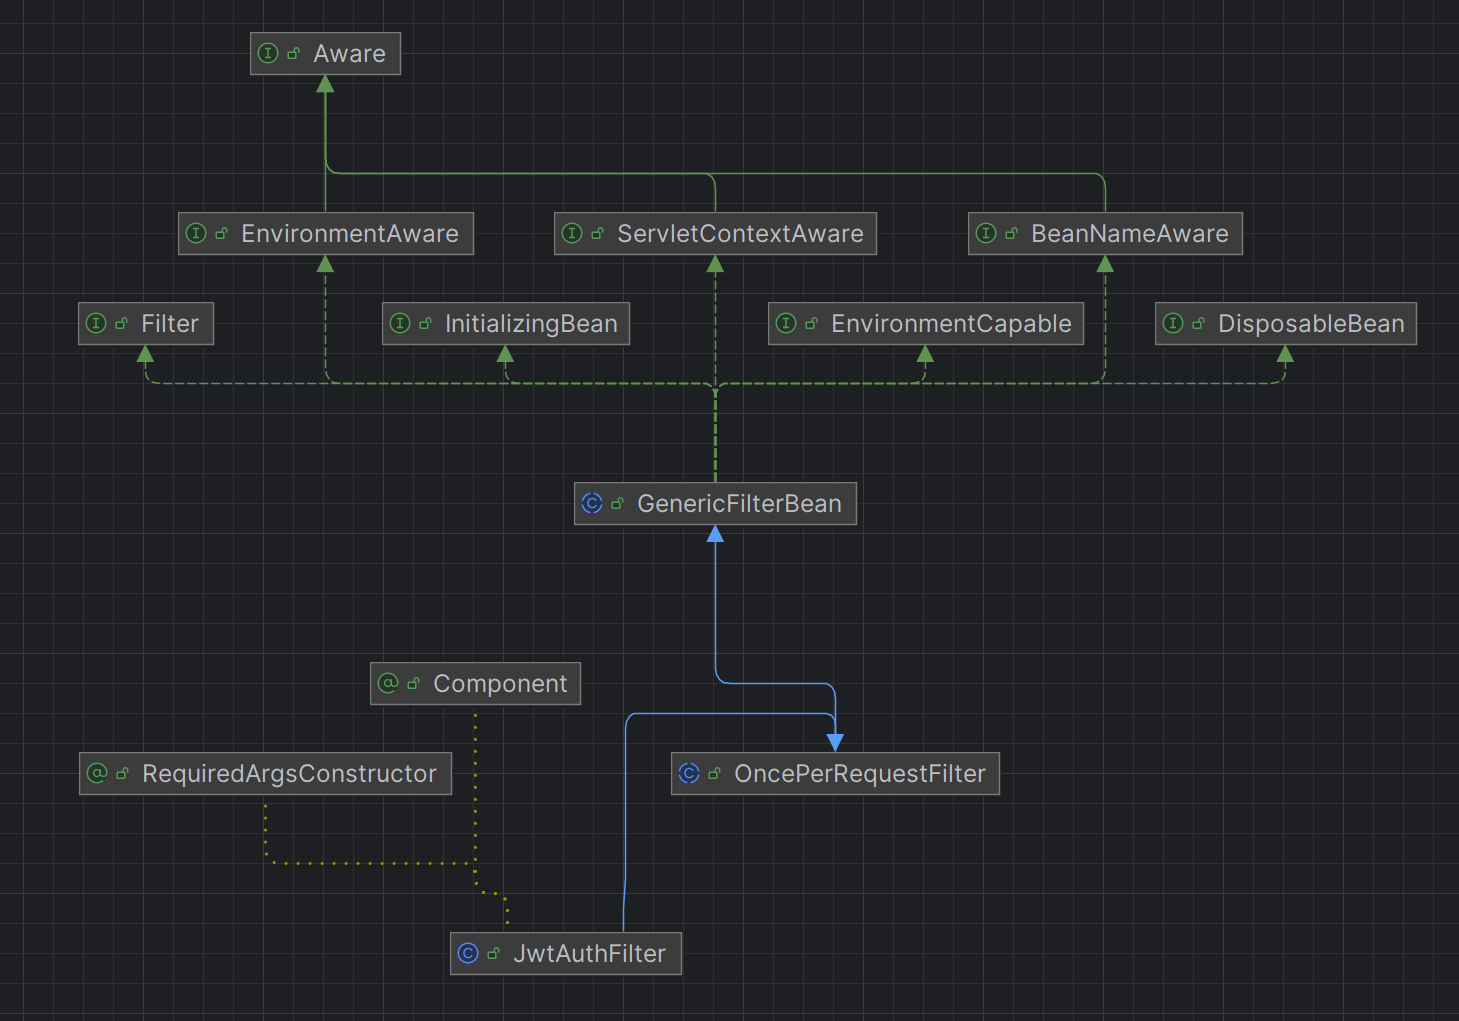 Aware
EnvironmentAware
ServletContextAware
BeanNameAware
Filter
InitializingBean
EnvironmentCapable
DisposableBean
GenericFilterBean
Component
RequiredArgsConstructor
OncePerRequestFilter
JwtAuthFilter